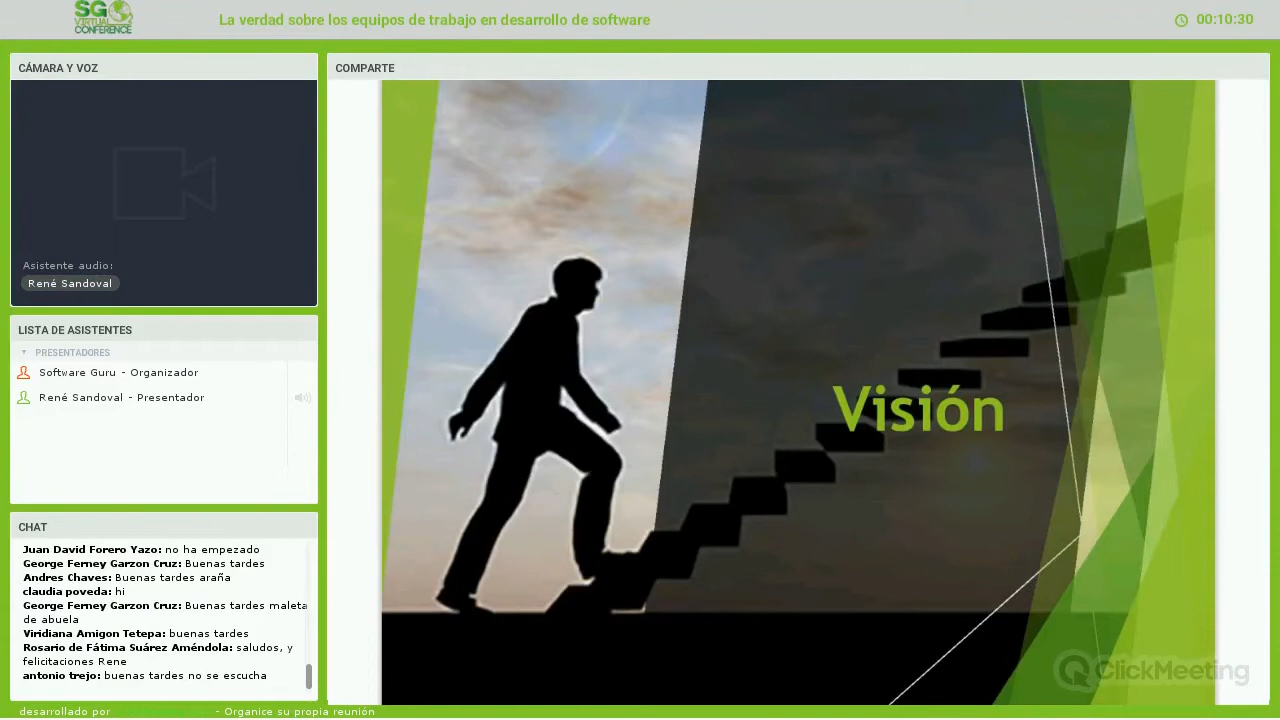 SG
VIRTUAL
CONFERENCE
La verdad sobre los equipos de trabajo en desarrollo de software
00:10:30
CÁMARA Y VOZ
Asistente audio:
René Sandoval
LISTA DE ASISTENTES
PRESENTADORES
Software Guru - Organizador
René Sandoval - Presentador
CHAT
Juan David Forero Yazo: no ha empezado
George Ferney Garzon Cruz: Buenas tardes
Andres Chaves: Buenas tardes araña
claudia poveda: hi
George Ferney Garzon Cruz: Buenas tardes maleta
de abuela
Viridiana Amigon Tetepa: buenas tardes
Rosario de Fátima Suárez Améndola: saludos, y
felicitaciones Rene
antonio trejo: buenas tardes no se escucha
COMPARTE
Visión
ClickMeeting
desarrollado por - Organice su propia reunión